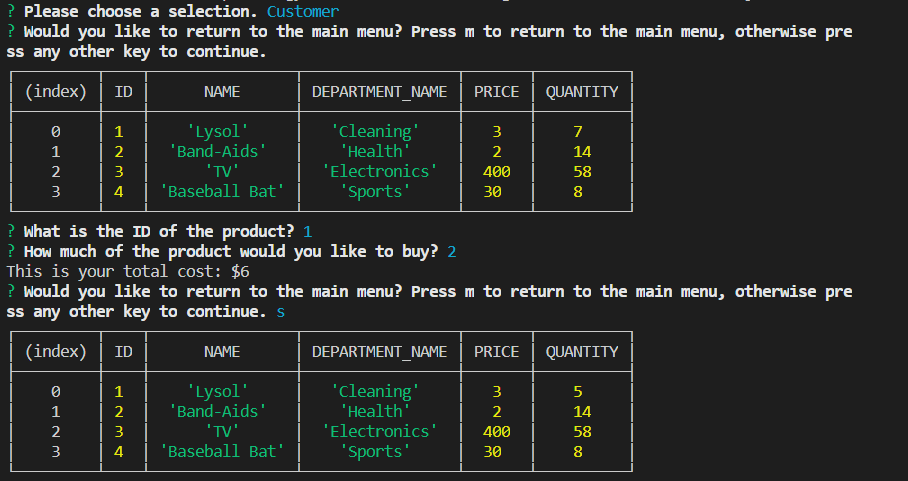 ? Please choose a selection. Customer
? Would you like to return to the main menu? Press m to return to the main menu, otherwise pre
ss any other key to continue.
(index) ID NAME DEPARTMENT_NAME PRICE QUANTITY
0 1 'Lysol' 'Cleaning' 3 7
1 2 'Band-Aids' 'Health' 2 14
2 3 'TV' 'Electronics' 400 58
3 4 'Baseball Bat' 'Sports' 30 8
? What is the ID of the product? 1
? How much of the product would you like to buy? 2
This is your total cost: $6
? Would you like to return to the main menu? Press m to return to the main menu, otherwise pre
ss any other key to continue. s
(index) ID NAME DEPARTMENT_NAME PRICE QUANTITY
0 1 'Lysol' 'Cleaning' 3 5
1 2 'Band-Aids' 'Health' 2 14
2 3 'TV' 'Electronics' 400 58
3 4 'Baseball Bat' 'Sports' 30 8